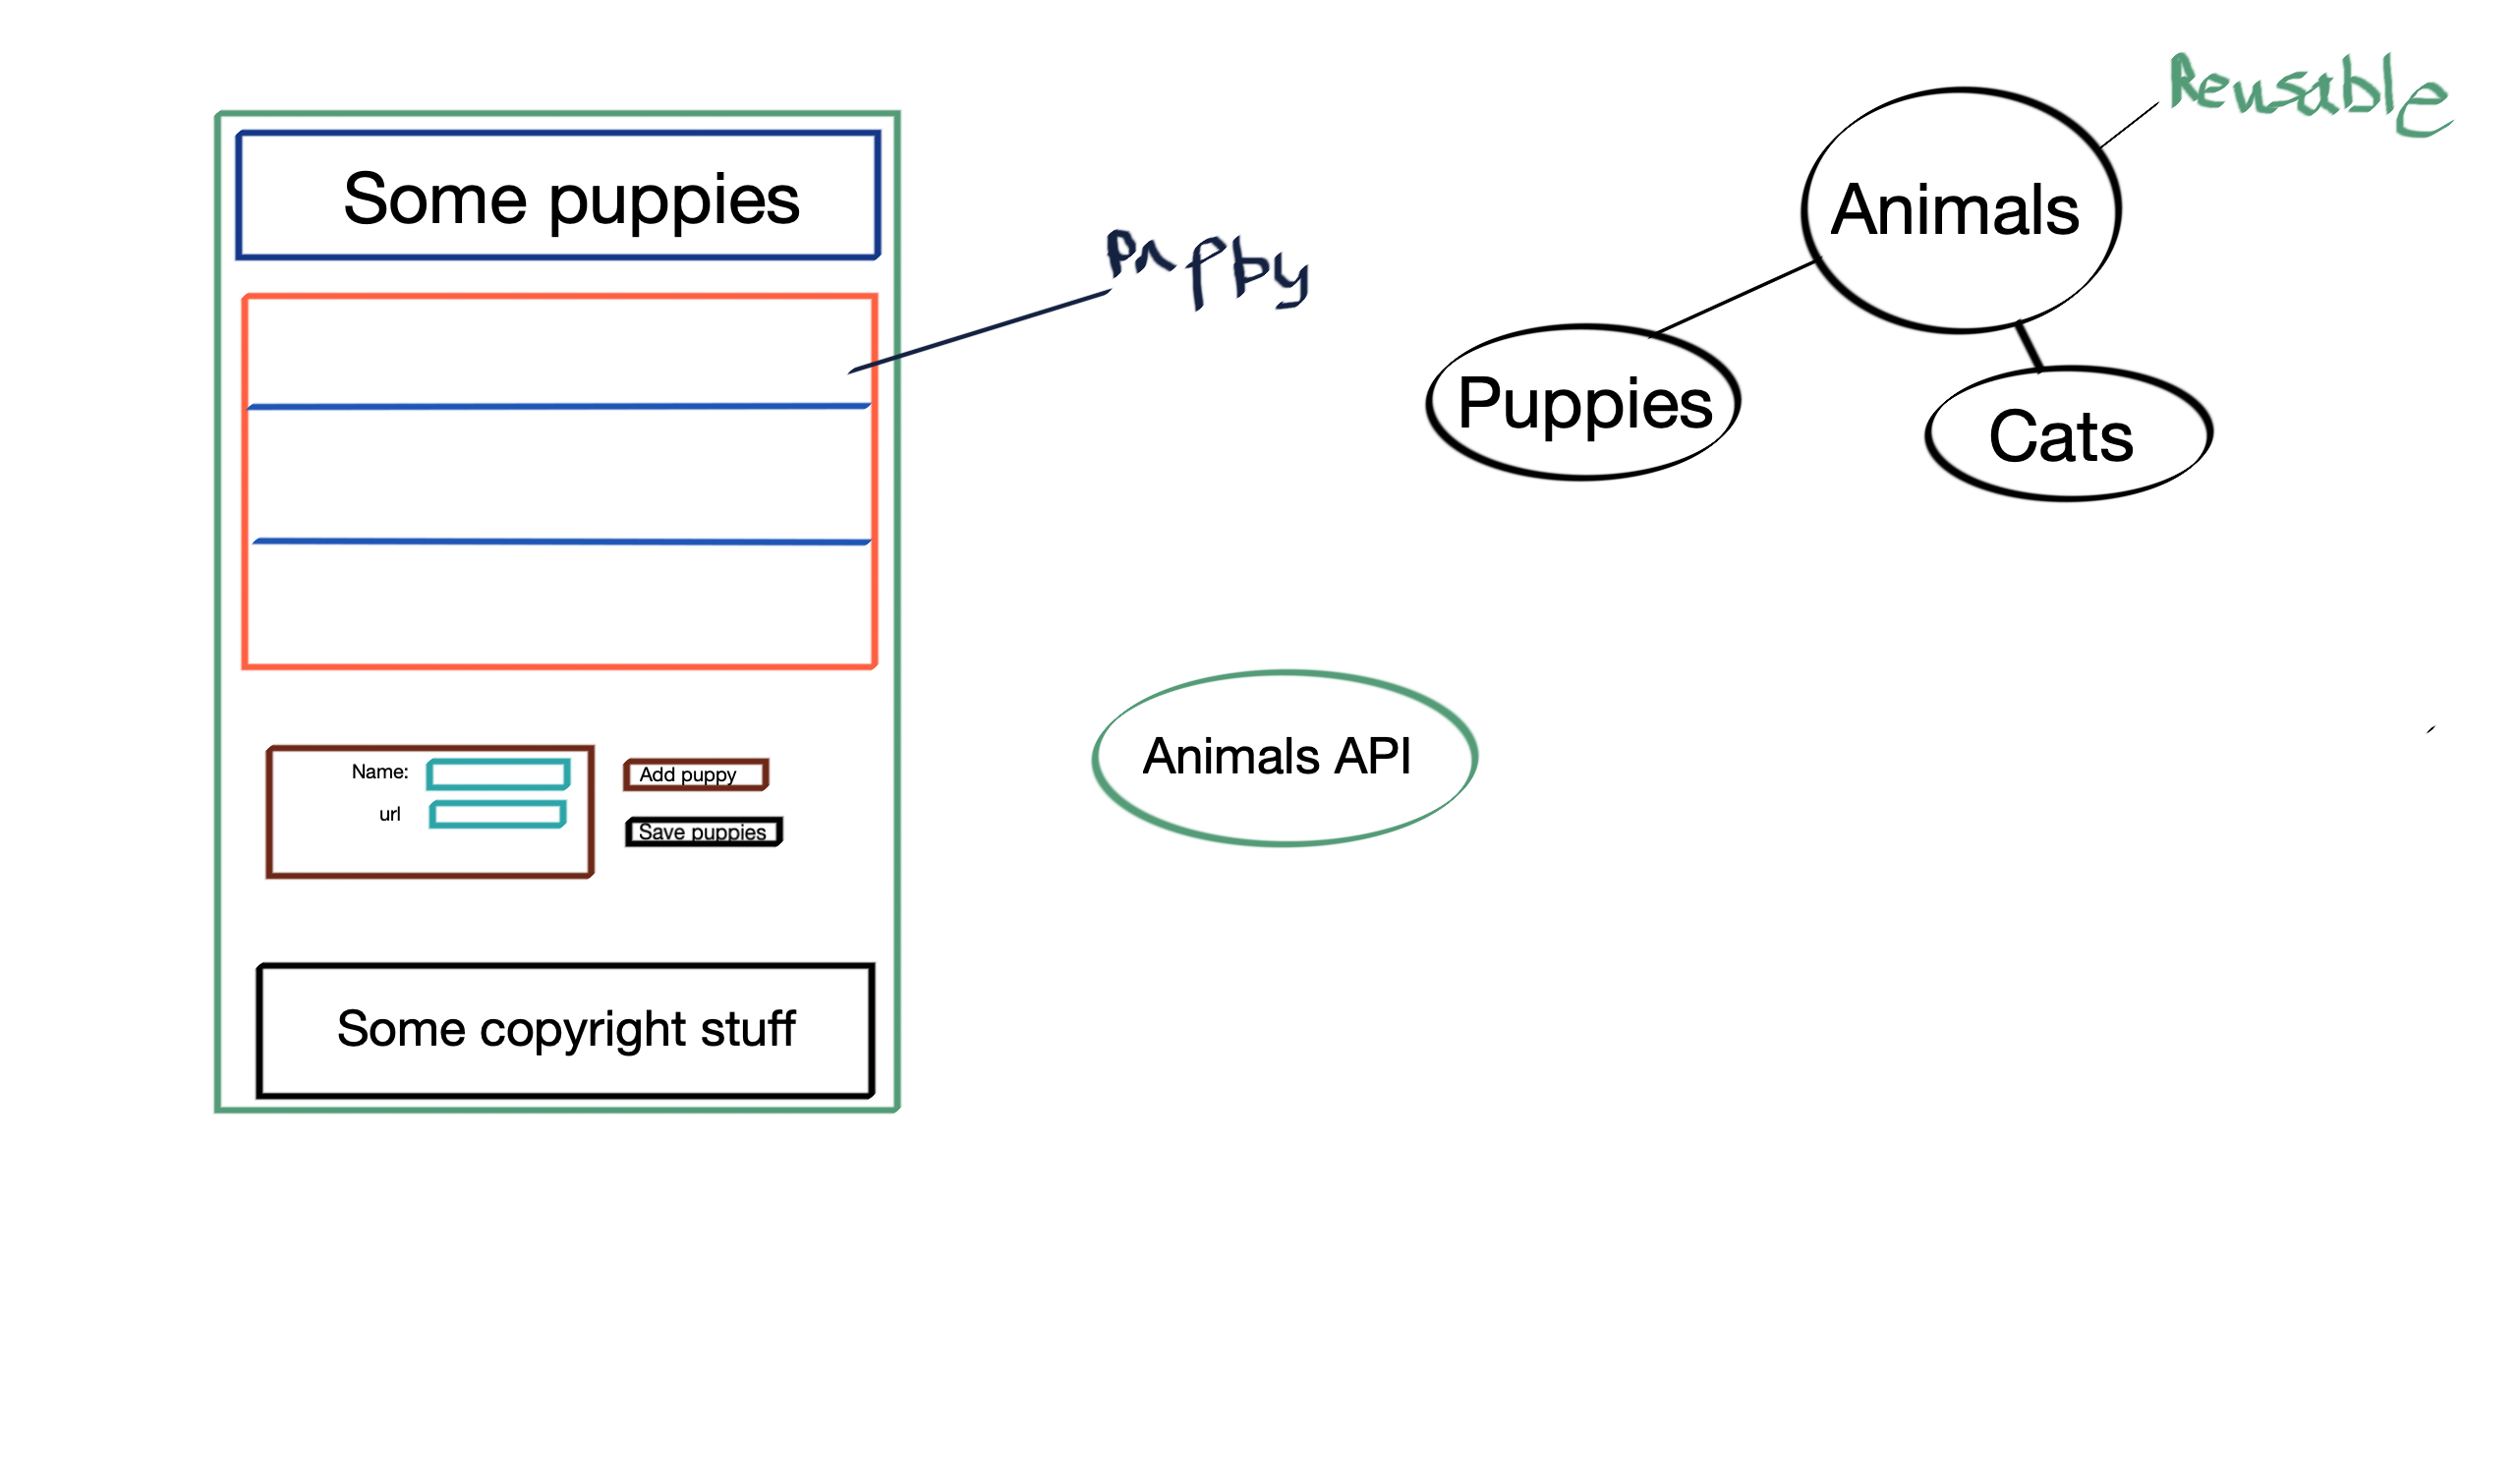 Some puppies
Puppy
Reusable
Animals
Puppies
Cats
Animals API
Name:
url
Add puppy
Save puppies
Some copyright stuff